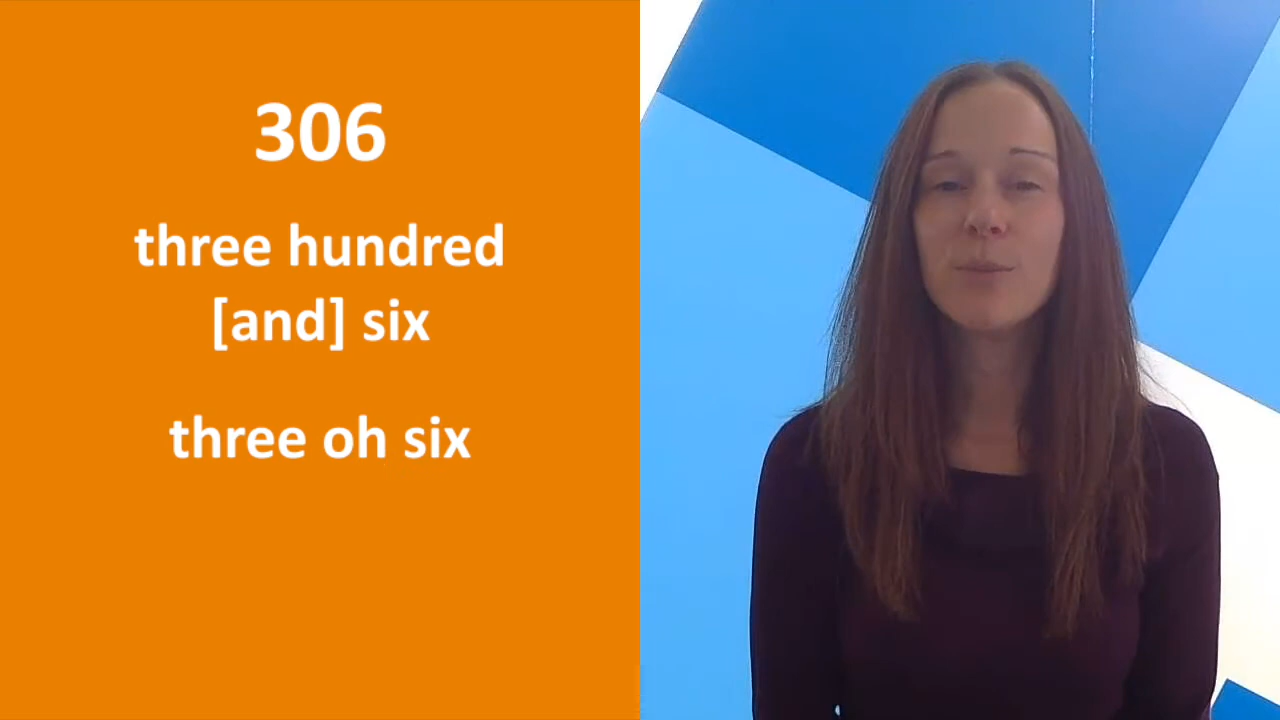 306
three hundred
[and] six
three oh six